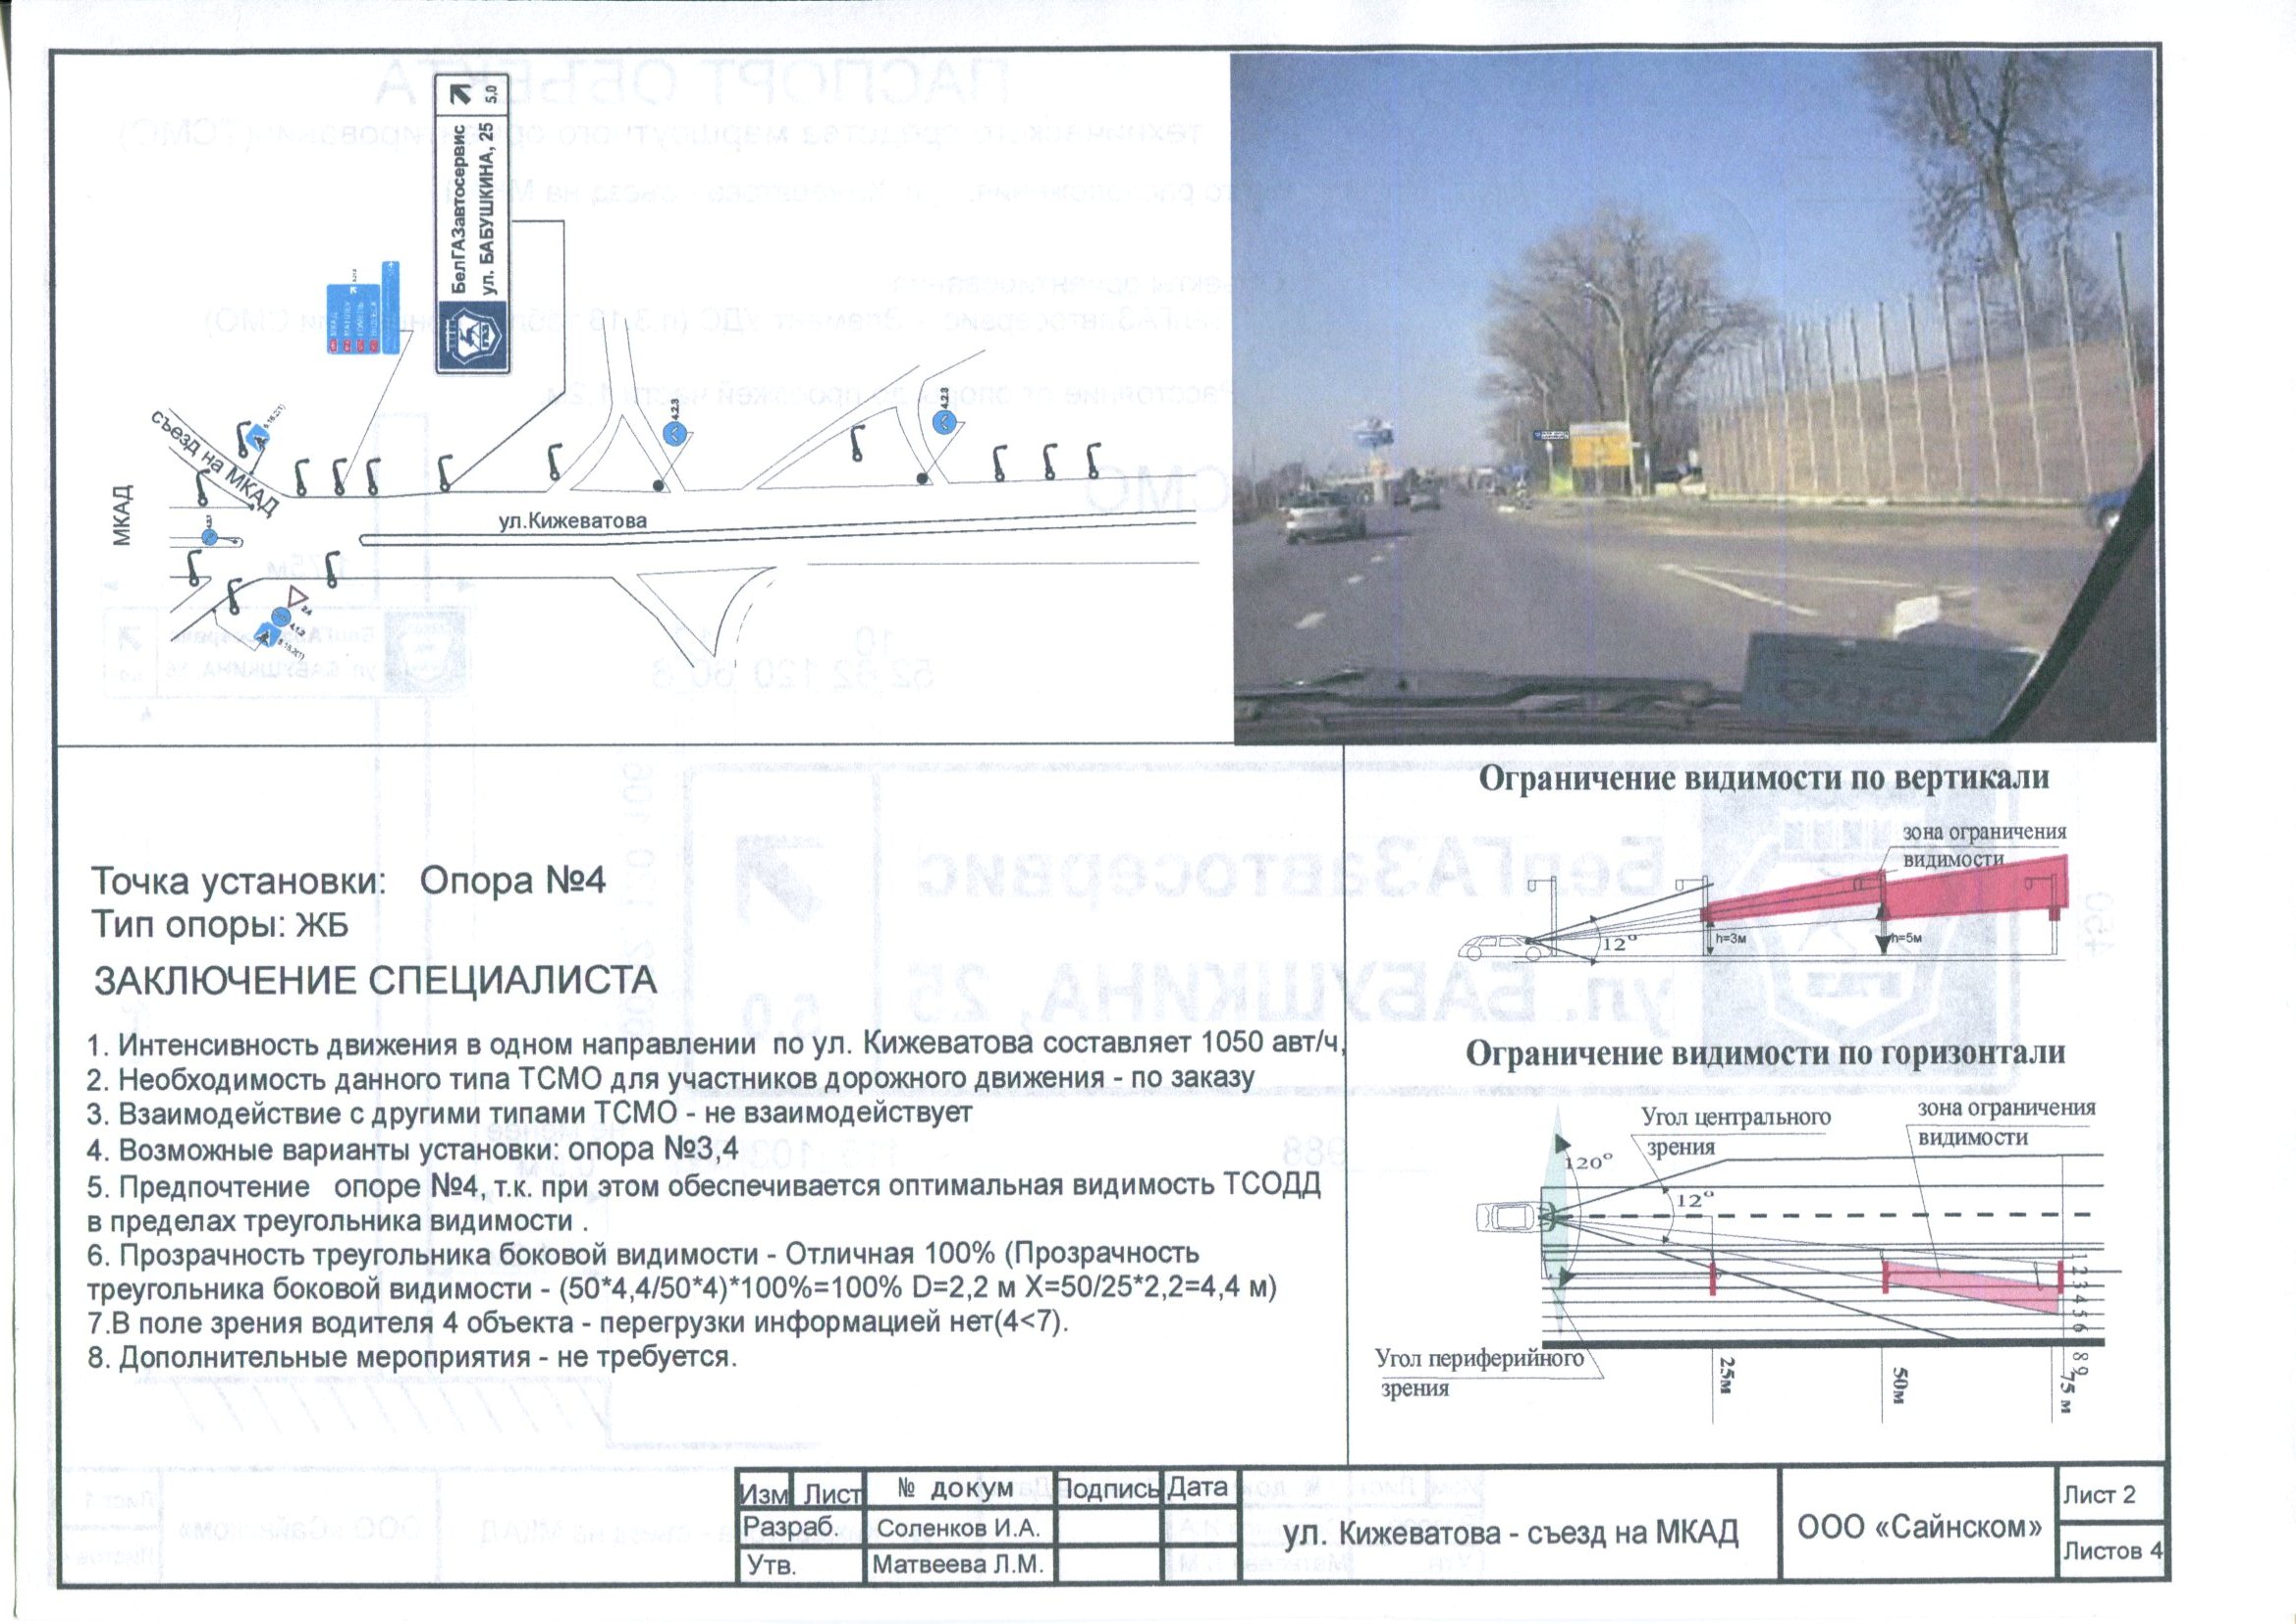 БелГАЗавтосервис
ул. БАБУШКИНА, 25
5.0
съезд на МКАД
МКАД
ул.Кижеватова
4.2.3
4.2.3
5.16.2(1)
2.4
4.1.2
5.16.2(1)
Точка установки: Опора №4
Тип опоры: ЖБ
ЗАКЛЮЧЕНИЕ СПЕЦИАЛИСТА
1. Интенсивность движения в одном направлении по ул. Кижеватова составляет 1050 авт/ч,
2. Необходимость данного типа ТСМО для участников дорожного движения - по заказу
3. Взаимодействие с другими типами ТСМО - не взаимодействует
4. Возможные варианты установки: опора №3,4
5. Предпочтение опоре №4, т.к. при этом обеспечивается оптимальная видимость ТСОДД
в пределах треугольника видимости .
6. Прозрачность треугольника боковой видимости - Отличная 100% (Прозрачность
треугольника боковой видимости - (50*4,4/50*4)*100%=100% D=2,2 м X=50/25*2,2=4,4 м)
7.В поле зрения водителя 4 объекта - перегрузки информацией нет(4<7).
8. Дополнительные мероприятия - не требуется.
Ограничение видимости по вертикали
зона ограничения
видимости
12°
h=3м
h=5м
Ограничение видимости по горизонтали
Угол центрального
зрения
зона ограничения
видимости
120°
12°
1 2 3 4 5 6 8 9
Угол периферийного
зрения
25м
50м
75 м
Изм Лист № докум Подпись Дата
Разраб. Соленков И.А.
Утв. Матвеева Л.М.
ул. Кижеватова - съезд на МКАД
ООО «Сайнском»
Лист 2
Листов 4